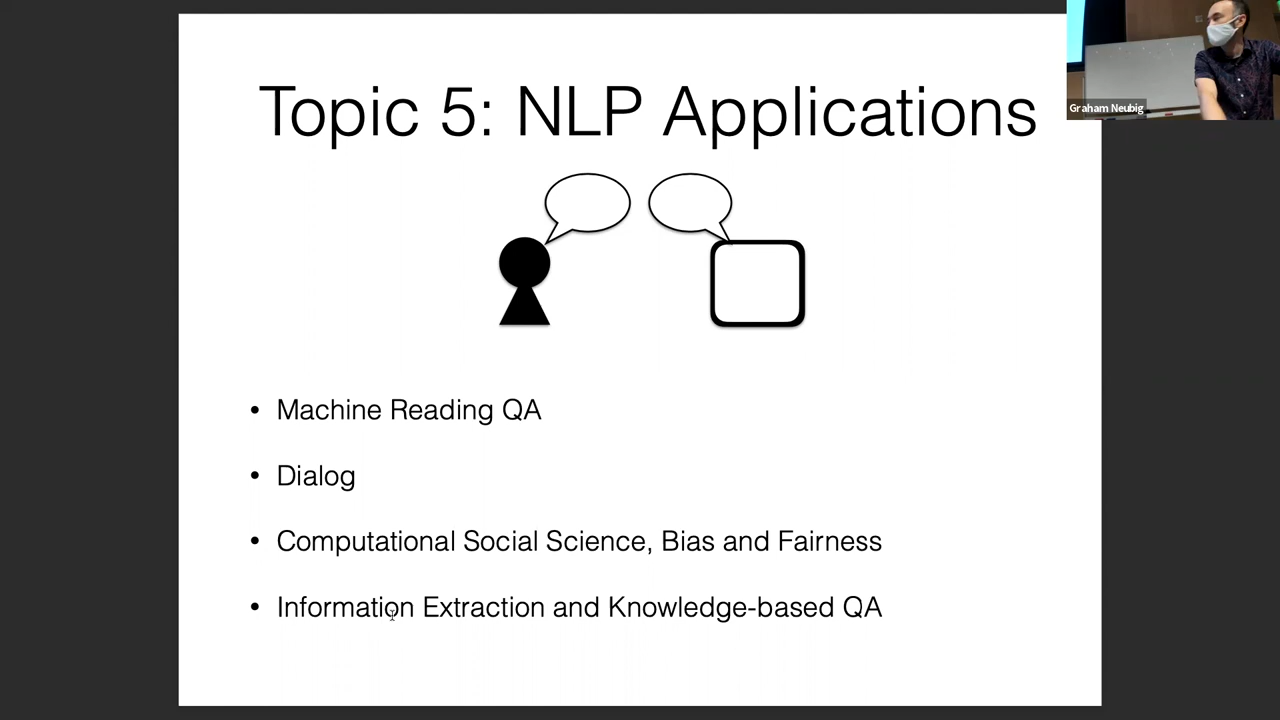 Topic 5: NLP Applications
Graham Neubig
• Machine Reading QA
• Dialog
• Computational Social Science, Bias and Fairness
• Information Extraction and Knowledge-based QA